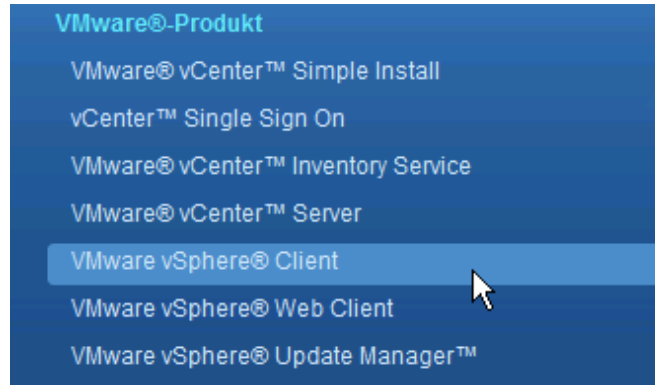 VMware®-Produkt
VMware® vCenter™ Simple Install
vCenter™ Single Sign On
VMware® vCenter™ Inventory Service
VMware® vCenter™ Server
VMware vSphere® Client
VMware vSphere® Web Client
VMware vSphere® Update Manager™